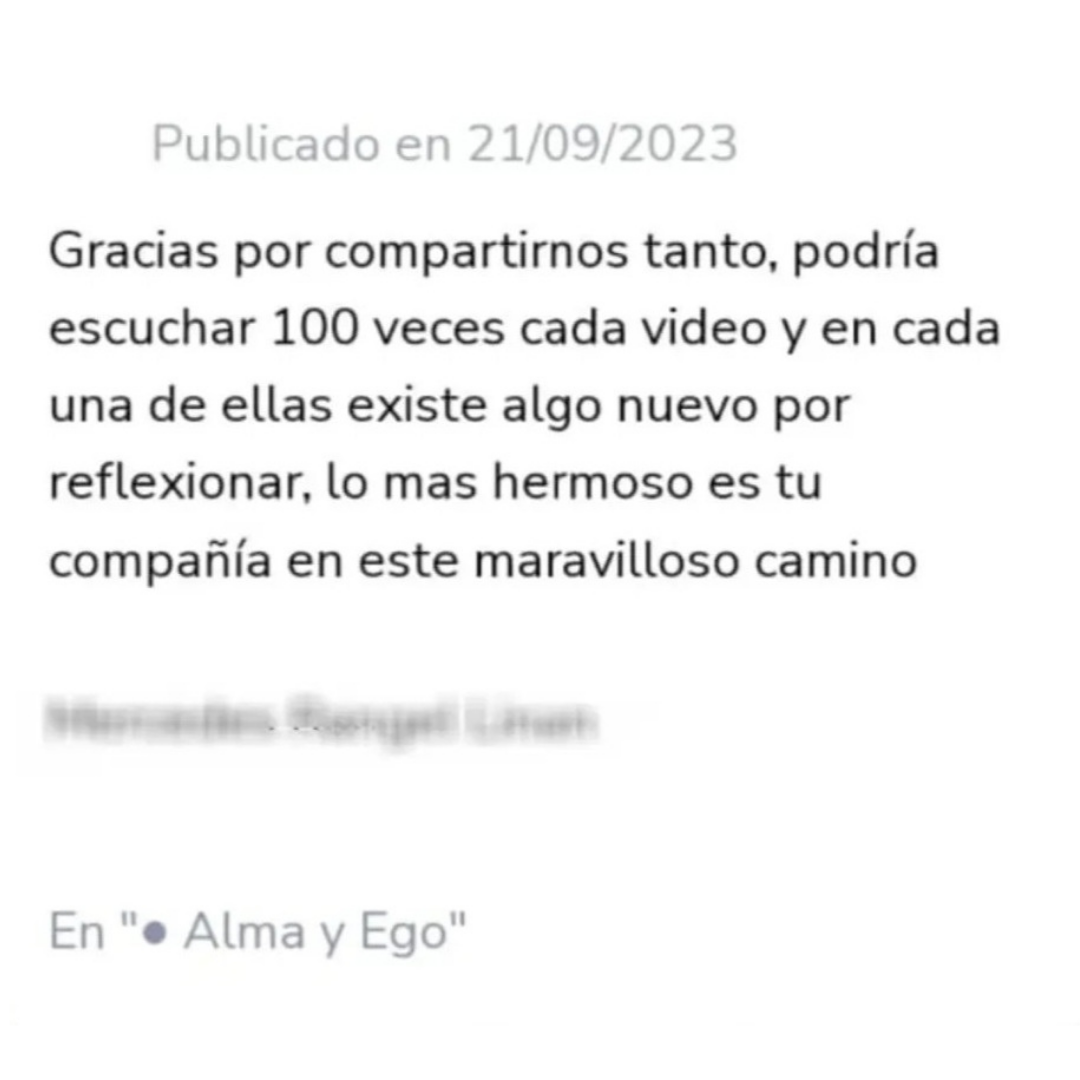 Publicado en 21/09/2023
Gracias por compartirnos tanto, podría
escuchar 100 veces cada video y en cada
una de ellas existe algo nuevo por
reflexionar, lo mas hermoso es tu
compañía en este maravilloso camino
En "● Alma y Ego"